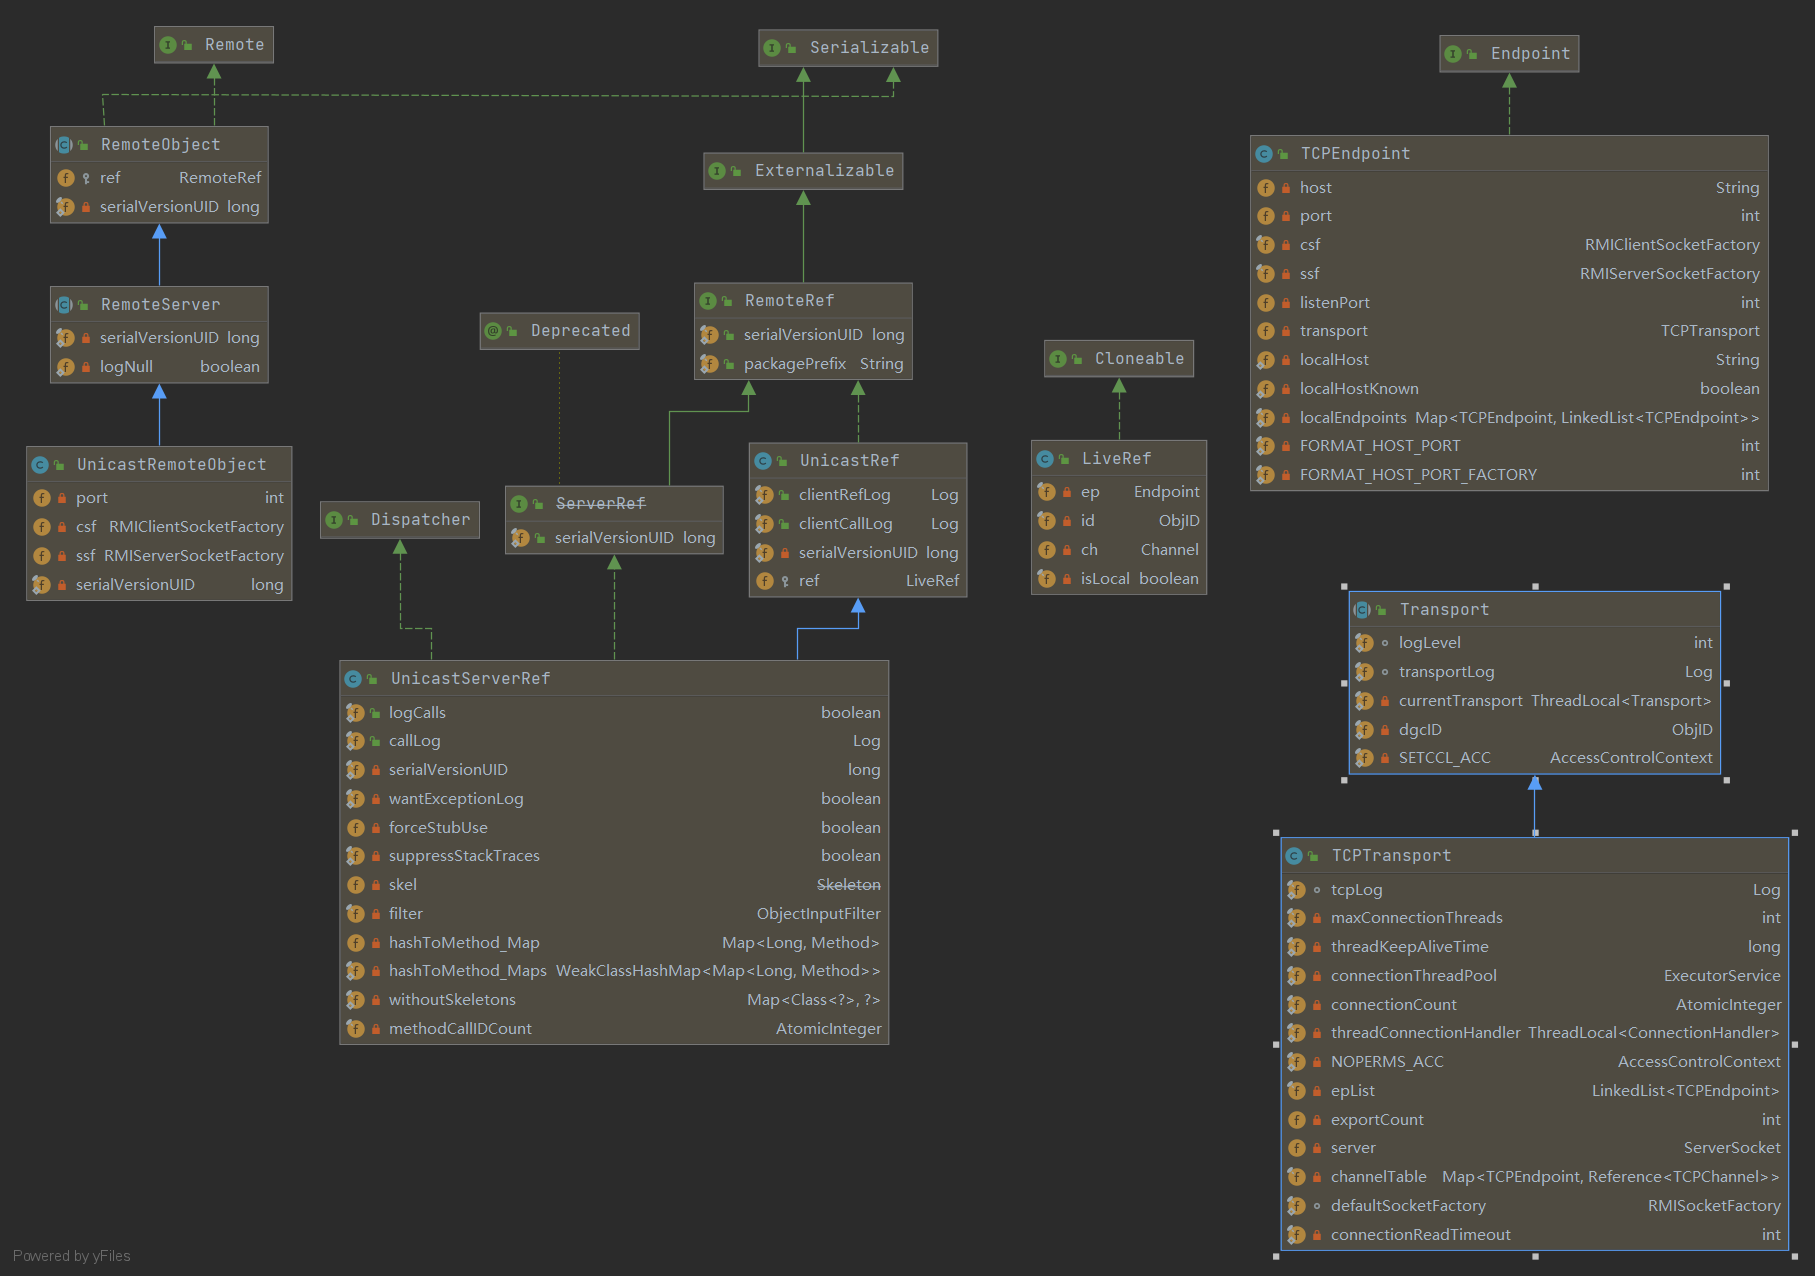 Remote
Serializable
Endpoint
RemoteObject
ref RemoteRef
serialVersionUID long
Externalizable
TCPEndpoint
host String
port int
csf RMIClientSocketFactory
ssf RMIServerSocketFactory
listenPort int
transport TCPTransport
localHost String
localHostKnown boolean
localEndpoints Map<TCPEndpoint, LinkedList<TCPEndpoint>>
FORMAT_HOST_PORT int
FORMAT_HOST_PORT_FACTORY int
RemoteServer
serialVersionUID long
logNull boolean
Deprecated
RemoteRef
serialVersionUID long
packagePrefix String
Cloneable
UnicastRemoteObject
port int
csf RMIClientSocketFactory
ssf RMIServerSocketFactory
serialVersionUID long
Dispatcher
ServerRef
serialVersionUID long
UnicastRef
clientRefLog Log
clientCallLog Log
serialVersionUID long
ref LiveRef
LiveRef
ep Endpoint
id ObjID
ch Channel
isLocal boolean
Transport
logLevel int
transportLog Log
currentTransport ThreadLocal<Transport>
dgcID ObjID
SETCCL_ACC AccessControlContext
UnicastServerRef
logCalls boolean
callLog Log
serialVersionUID long
wantExceptionLog boolean
forceStubUse boolean
suppressStackTraces boolean
skel Skeleton
filter ObjectInputFilter
hashToMethod_Map Map<Long, Method>
hashToMethod_Maps WeakClassHashMap<Map<Long, Method>>
withoutSkeletons Map<Class<?>, ?>
methodCallIDCount AtomicInteger
TCPTransport
tcpLog Log
maxConnectionThreads int
threadKeepAliveTime long
connectionThreadPool ExecutorService
connectionCount AtomicInteger
threadConnectionHandler ThreadLocal<ConnectionHandler>
NOPERMS_ACC AccessControlContext
epList LinkedList<TCPEndpoint>
exportCount int
server ServerSocket
channelTable Map<TCPEndpoint, Reference<TCPChannel>>
defaultSocketFactory RMISocketFactory
connectionReadTimeout int
Powered by yFiles